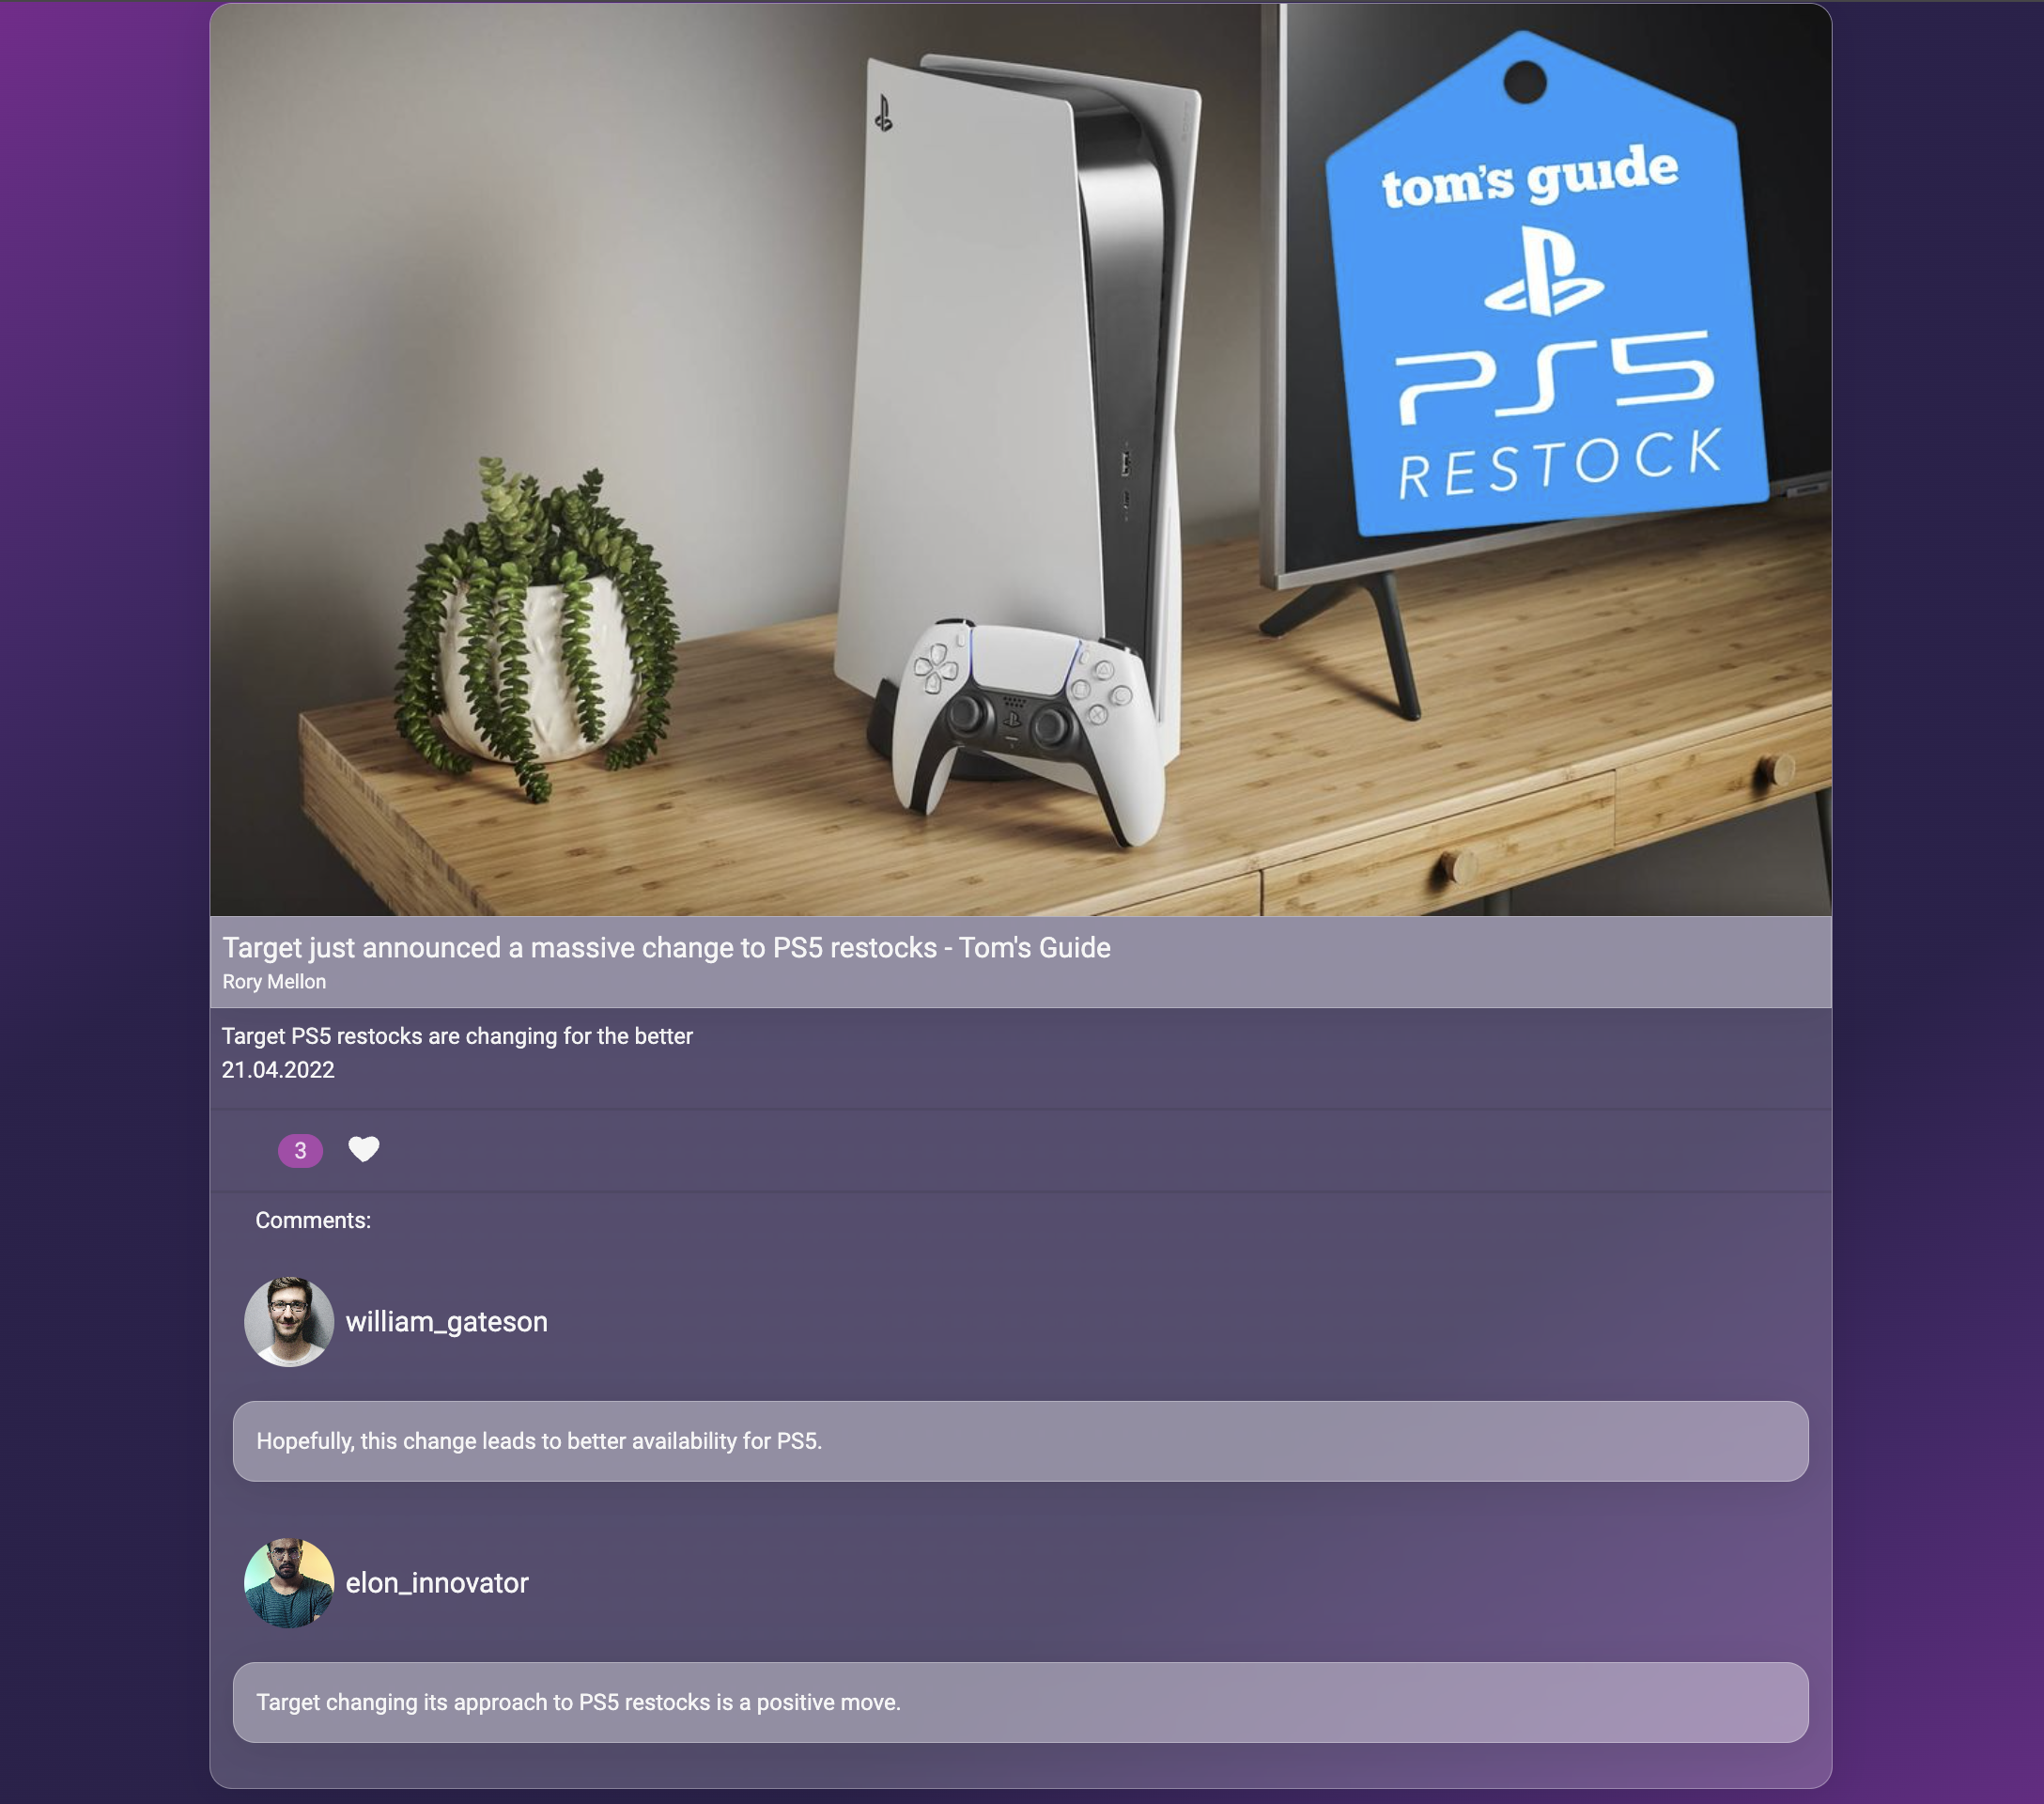 tom's guide
PS5
RESTOCK
Target just announced a massive change to PS5 restocks - Tom's Guide
Rory Mellon
Target PS5 restocks are changing for the better
21.04.2022
3
Comments:
william_gateson
Hopefully, this change leads to better availability for PS5.
elon_innovator
Target changing its approach to PS5 restocks is a positive move.